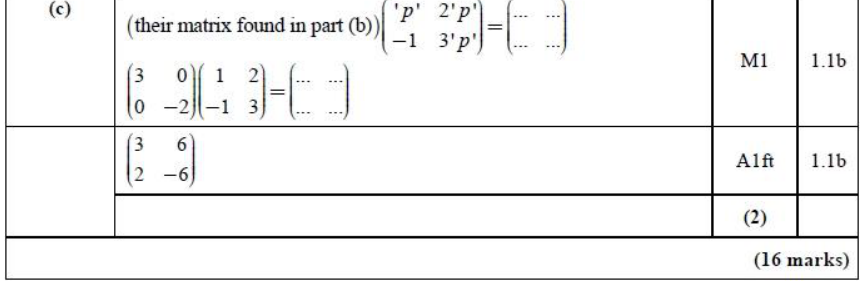 (c)
(their matrix found in part (b)) ('p' 2'p' ; -1 3'p') = (... ... ; ... ...)
M1 1.1b
(3 0 ; 0 -2)(1 2 ; -1 3) = (... ... ; ... ...)
(3 6 ; 2 -6) A1ft 1.1b
(2)
(16 marks)